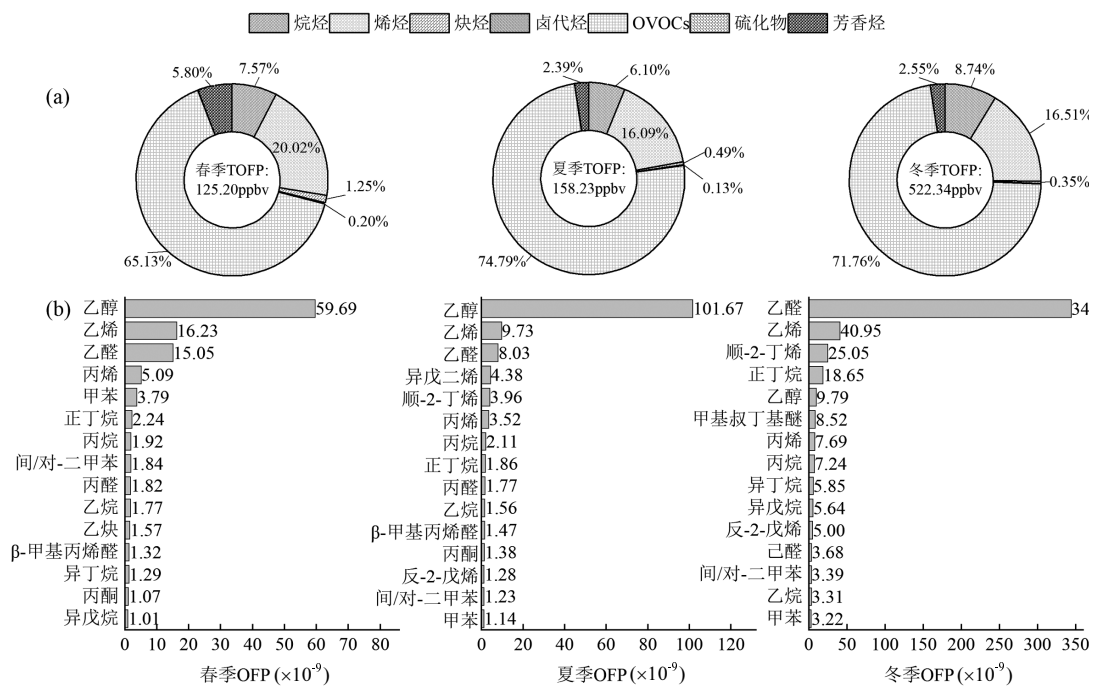 烷烃 烯烃 炔烃 卤代烃 OVOCs 硫化物 芳香烃
(a)
5.80% 7.57%
20.02%
春季TOFP:
125.20ppbv
1.25%
0.20%
65.13%
2.39% 6.10%
16.09%
夏季TOFP:
158.23ppbv
0.49%
0.13%
74.79%
2.55% 8.74%
16.51%
冬季TOFP:
522.34ppbv
0.35%
71.76%
(b)
乙醇 59.69
乙烯 16.23
乙醛 15.05
丙烯 5.09
甲苯 3.79
正丁烷 2.24
丙烷 1.92
间/对-二甲苯 1.84
丙醛 1.82
乙烷 1.77
乙炔 1.57
β-甲基丙烯醛 1.32
异丁烷 1.29
丙酮 1.07
异戊烷 1.01
0 10 20 30 40 50 60 70 80
春季OFP (×10-9)
乙醇 101.67
乙烯 9.73
乙醛 8.03
异戊二烯 4.38
顺-2-丁烯 3.96
丙烯 3.52
丙烷 2.11
正丁烷 1.86
丙醛 1.77
乙烷 1.56
β-甲基丙烯醛 1.47
丙酮 1.38
反-2-戊烯 1.28
间/对-二甲苯 1.23
甲苯 1.14
0 20 40 60 80 100 120
夏季OFP (×10-9)
乙醛 34
乙烯 40.95
顺-2-丁烯 25.05
正丁烷 18.65
乙醇 9.79
甲基叔丁基醚 8.52
丙烯 7.69
丙烷 7.24
异丁烷 5.85
异戊烷 5.64
反-2-戊烯 5.00
己醛 3.68
间/对-二甲苯 3.39
乙烷 3.31
甲苯 3.22
0 50 100 150 200 250 300 350
冬季OFP (×10-9)